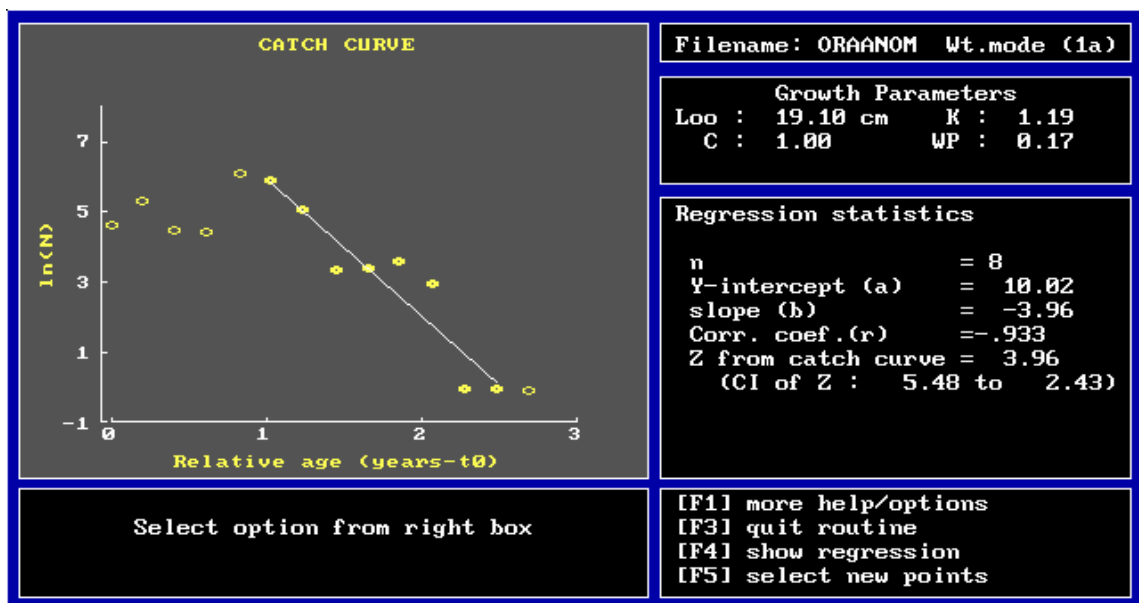 CATCH CURVE
ln(N)
7
5
3
1
-1
0 1 2 3
Relative age (years-t0)
Filename: ORAANOM Wt.mode (1a)
Growth Parameters
Loo : 19.10 cm K : 1.19
C : 1.00 WP : 0.17
Regression statistics
n = 8
Y-intercept (a) = 10.02
slope (b) = -3.96
Corr. coef.(r) =-.933
Z from catch curve = 3.96
(CI of Z : 5.48 to 2.43)
Select option from right box
[F1] more help/options
[F3] quit routine
[F4] show regression
[F5] select new points